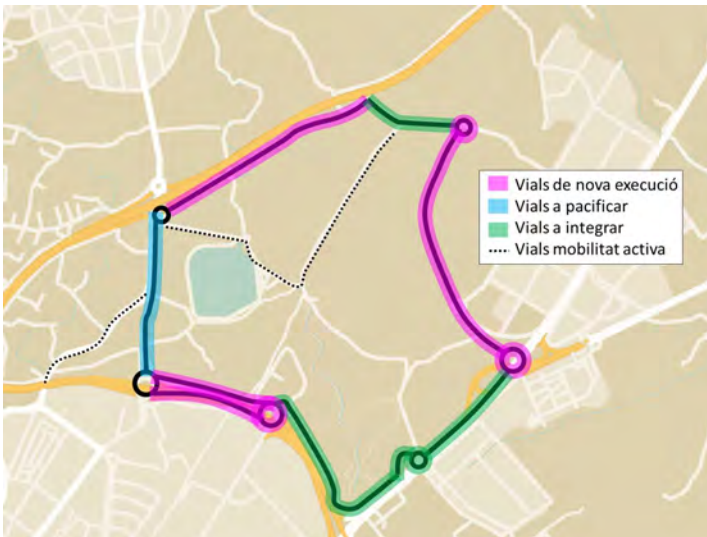 Vials de nova execució
Vials a pacificar
Vials a integrar
Vials mobilitat activa